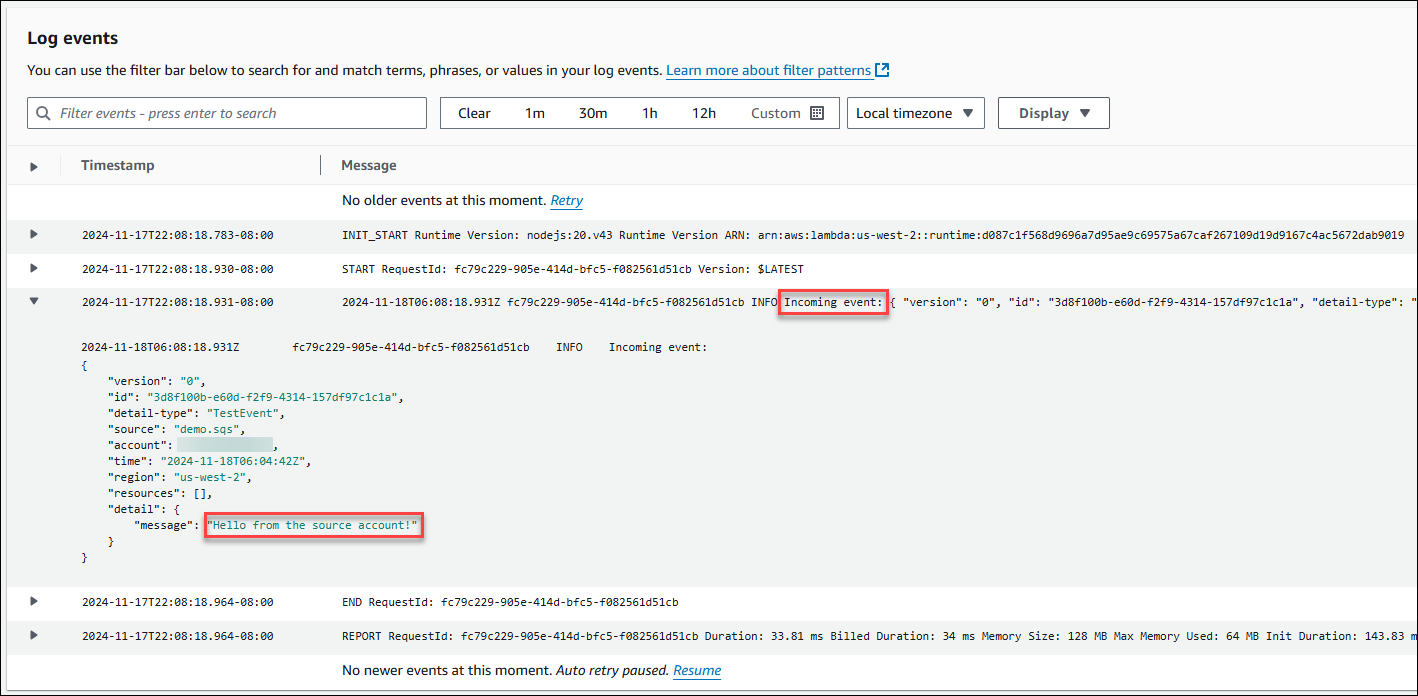 Log events
You can use the filter bar below to search for and match terms, phrases, or values in your log events. Learn more about filter patterns
Filter events - press enter to search Clear 1m 30m 1h 12h Custom Local timezone Display
Timestamp Message
No older events at this moment. Retry
2024-11-17T22:08:18.783-08:00 INIT_START Runtime Version: nodejs:20.v43 Runtime Version ARN: arn:aws:lambda:us-west-2::runtime:d087c1f568d9696a7d95ae9c69575a67caf267109d19d9167c4ac5672dab9019
2024-11-17T22:08:18.930-08:00 START RequestId: fc79c229-905e-414d-bfc5-f082561d51cb Version: $LATEST
2024-11-17T22:08:18.931-08:00 2024-11-18T06:08:18.931Z fc79c229-905e-414d-bfc5-f082561d51cb INFO Incoming event: { "version": "0", "id": "3d8f100b-e60d-f2f9-4314-157df97c1c1a", "detail-type": "
2024-11-18T06:08:18.931Z fc79c229-905e-414d-bfc5-f082561d51cb INFO Incoming event:
{
"version": "0",
"id": "3d8f100b-e60d-f2f9-4314-157df97c1c1a",
"detail-type": "TestEvent",
"source": "demo.sqs",
"account": ,
"time": "2024-11-18T06:04:42Z",
"region": "us-west-2",
"resources": [],
"detail": {
"message": "Hello from the source account!"
}
}
2024-11-17T22:08:18.964-08:00 END RequestId: fc79c229-905e-414d-bfc5-f082561d51cb
2024-11-17T22:08:18.964-08:00 REPORT RequestId: fc79c229-905e-414d-bfc5-f082561d51cb Duration: 33.81 ms Billed Duration: 34 ms Memory Size: 128 MB Max Memory Used: 64 MB Init Duration: 143.83 m
No newer events at this moment. Auto retry paused. Resume